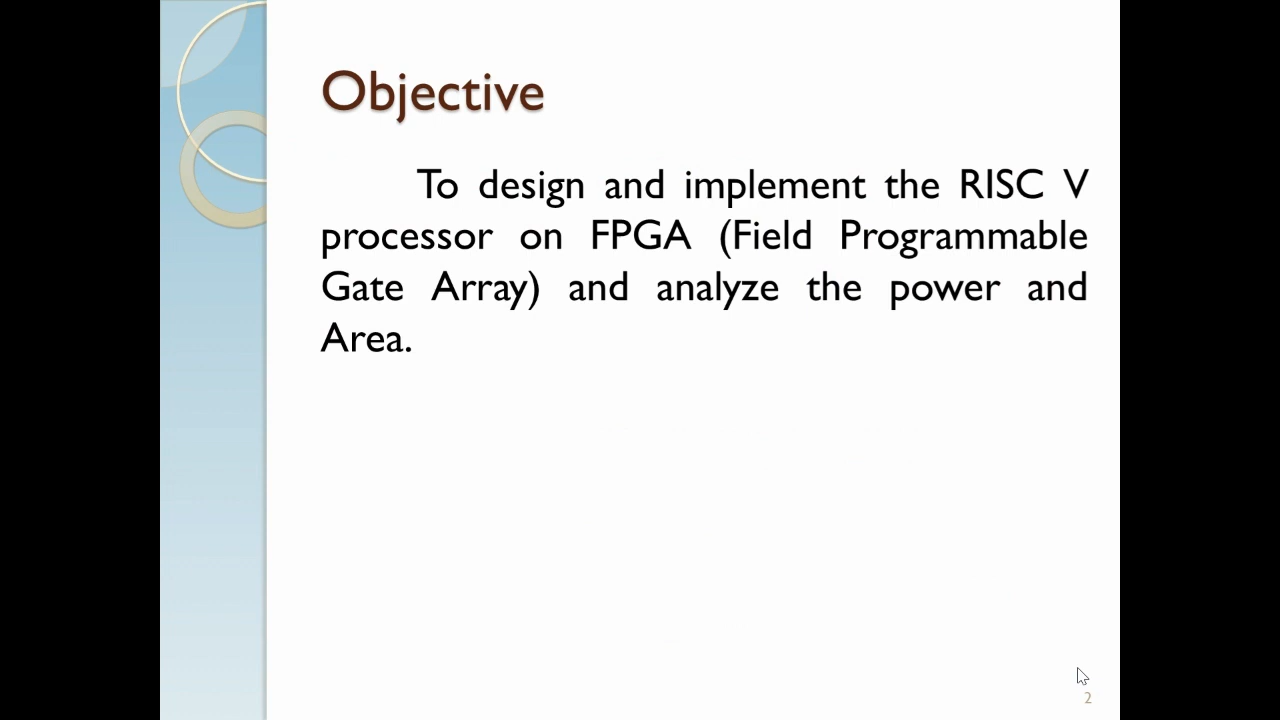 Objective
To design and implement the RISC V
processor on FPGA (Field Programmable
Gate Array) and analyze the power and
Area.
2